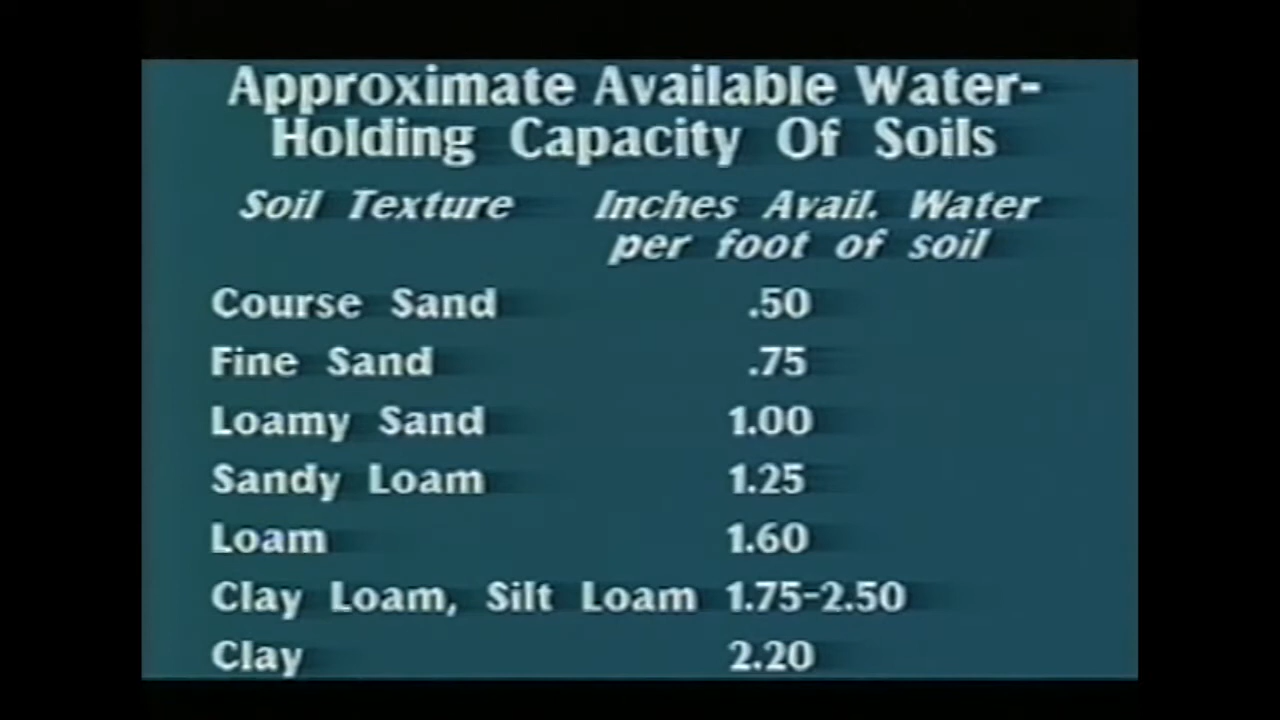 Approximate Available Water-
Holding Capacity Of Soils
Soil Texture Inches Avail. Water
per foot of soil
Course Sand .50
Fine Sand .75
Loamy Sand 1.00
Sandy Loam 1.25
Loam 1.60
Clay Loam, Silt Loam 1.75-2.50
Clay 2.20